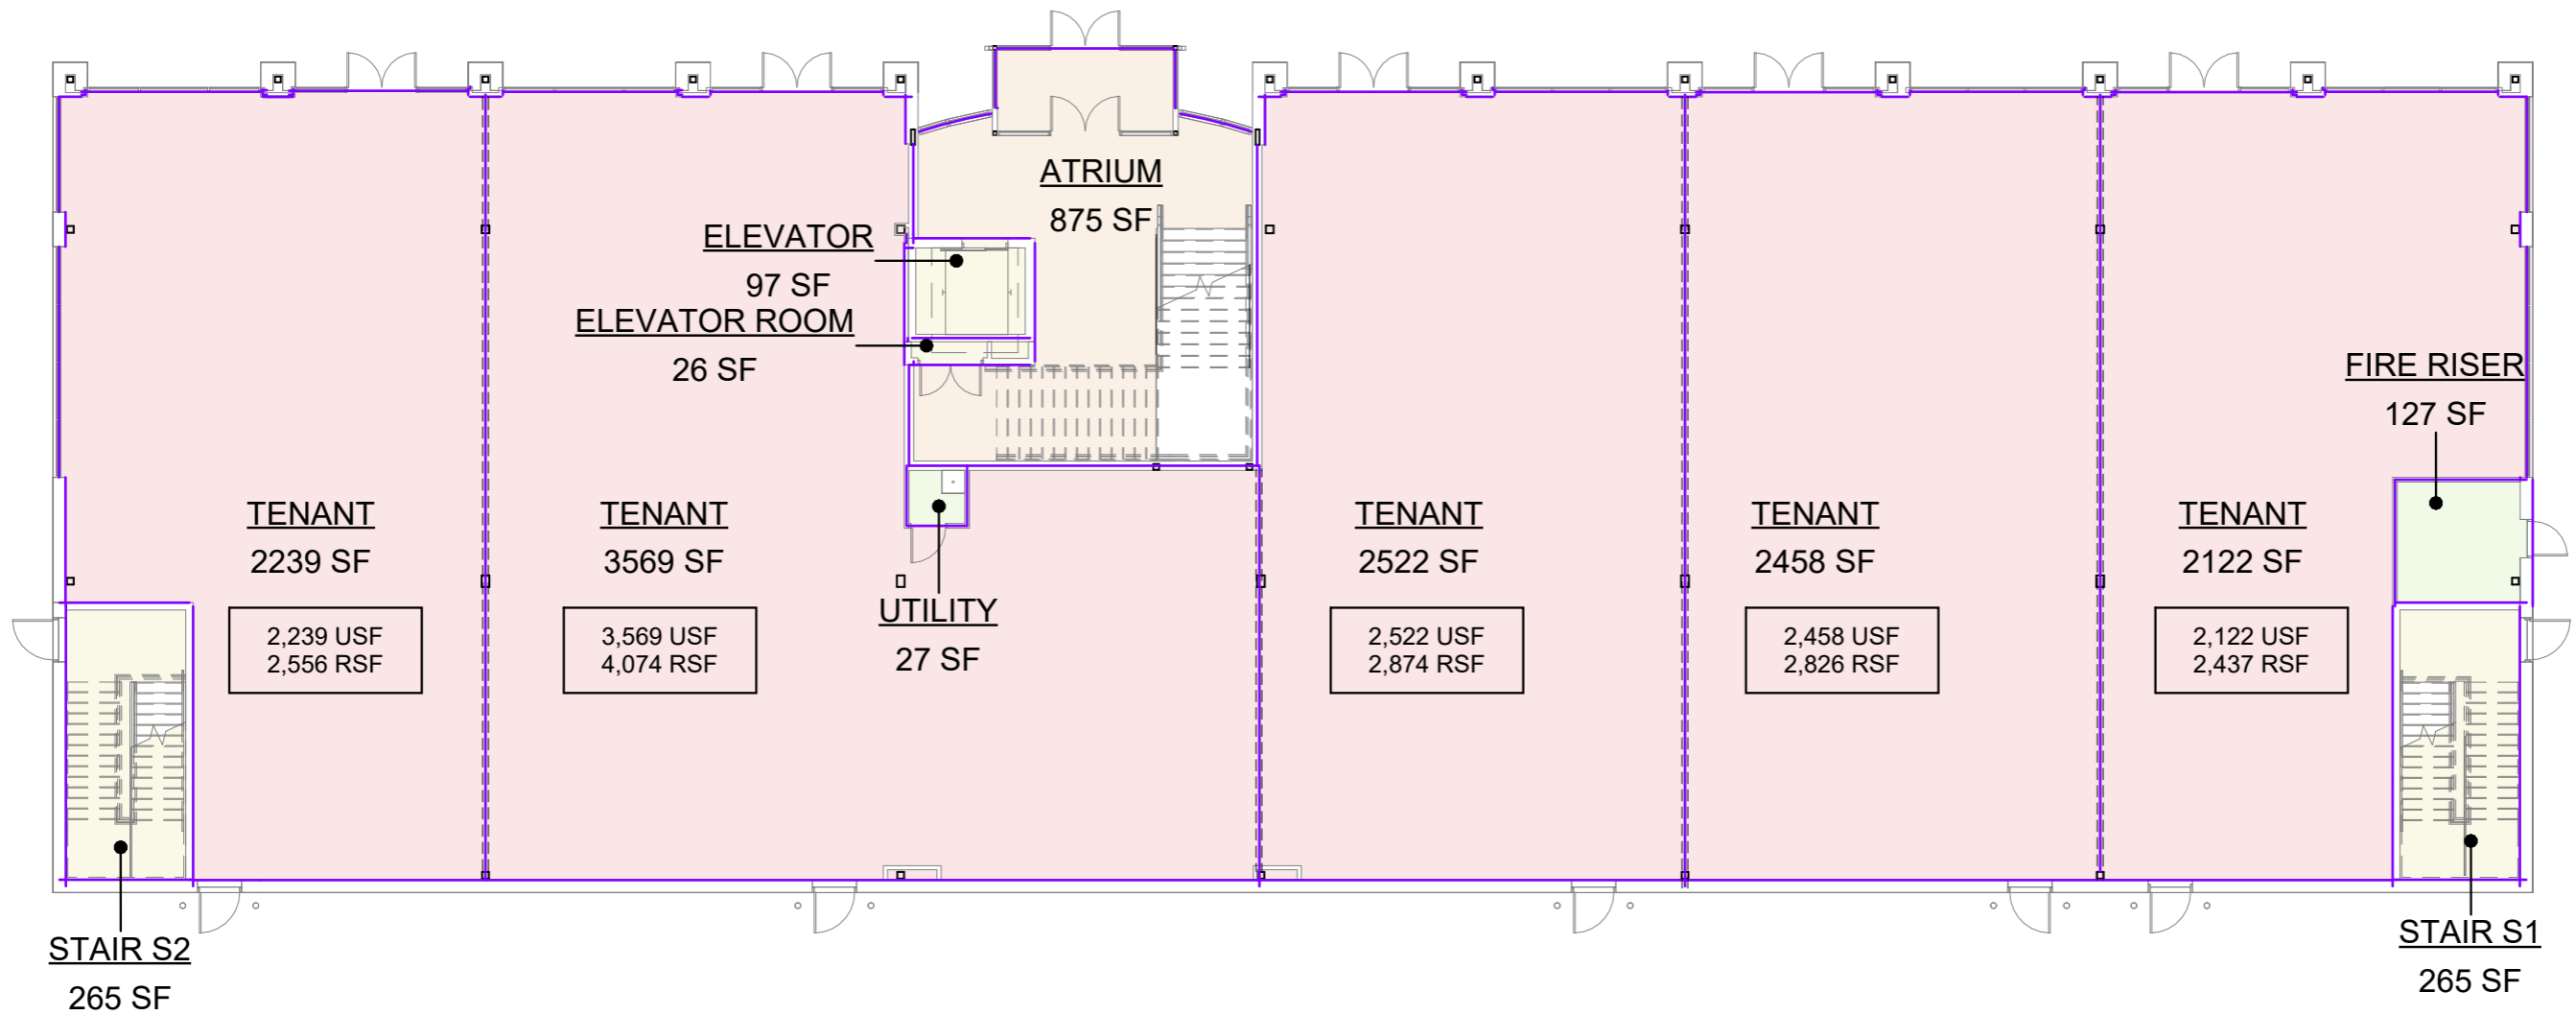 ATRIUM
875 SF
ELEVATOR
97 SF
ELEVATOR ROOM
26 SF
FIRE RISER
127 SF
TENANT
2239 SF
2,239 USF
2,556 RSF
TENANT
3569 SF
3,569 USF
4,074 RSF
UTILITY
27 SF
TENANT
2522 SF
2,522 USF
2,874 RSF
TENANT
2458 SF
2,458 USF
2,826 RSF
TENANT
2122 SF
2,122 USF
2,437 RSF
STAIR S2
265 SF
STAIR S1
265 SF